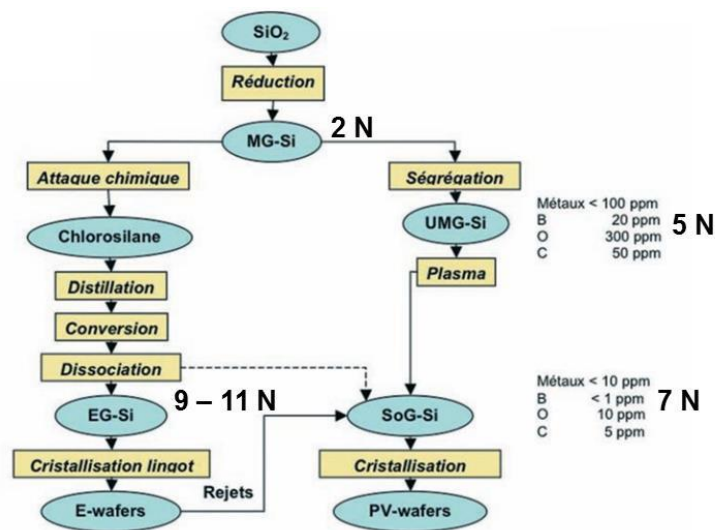 SiO₂
Réduction
MG-Si
2 N
Attaque chimique
Ségrégation
Chlorosilane
UMG-Si
Métaux < 100 ppm
B 20 ppm
O 300 ppm
C 50 ppm
5 N
Distillation
Plasma
Conversion
Dissociation
EG-Si
9 – 11 N
SoG-Si
Métaux < 10 ppm
B < 1 ppm
O 10 ppm
C 5 ppm
7 N
Cristallisation lingot
Rejets
Cristallisation
E-wafers
PV-wafers